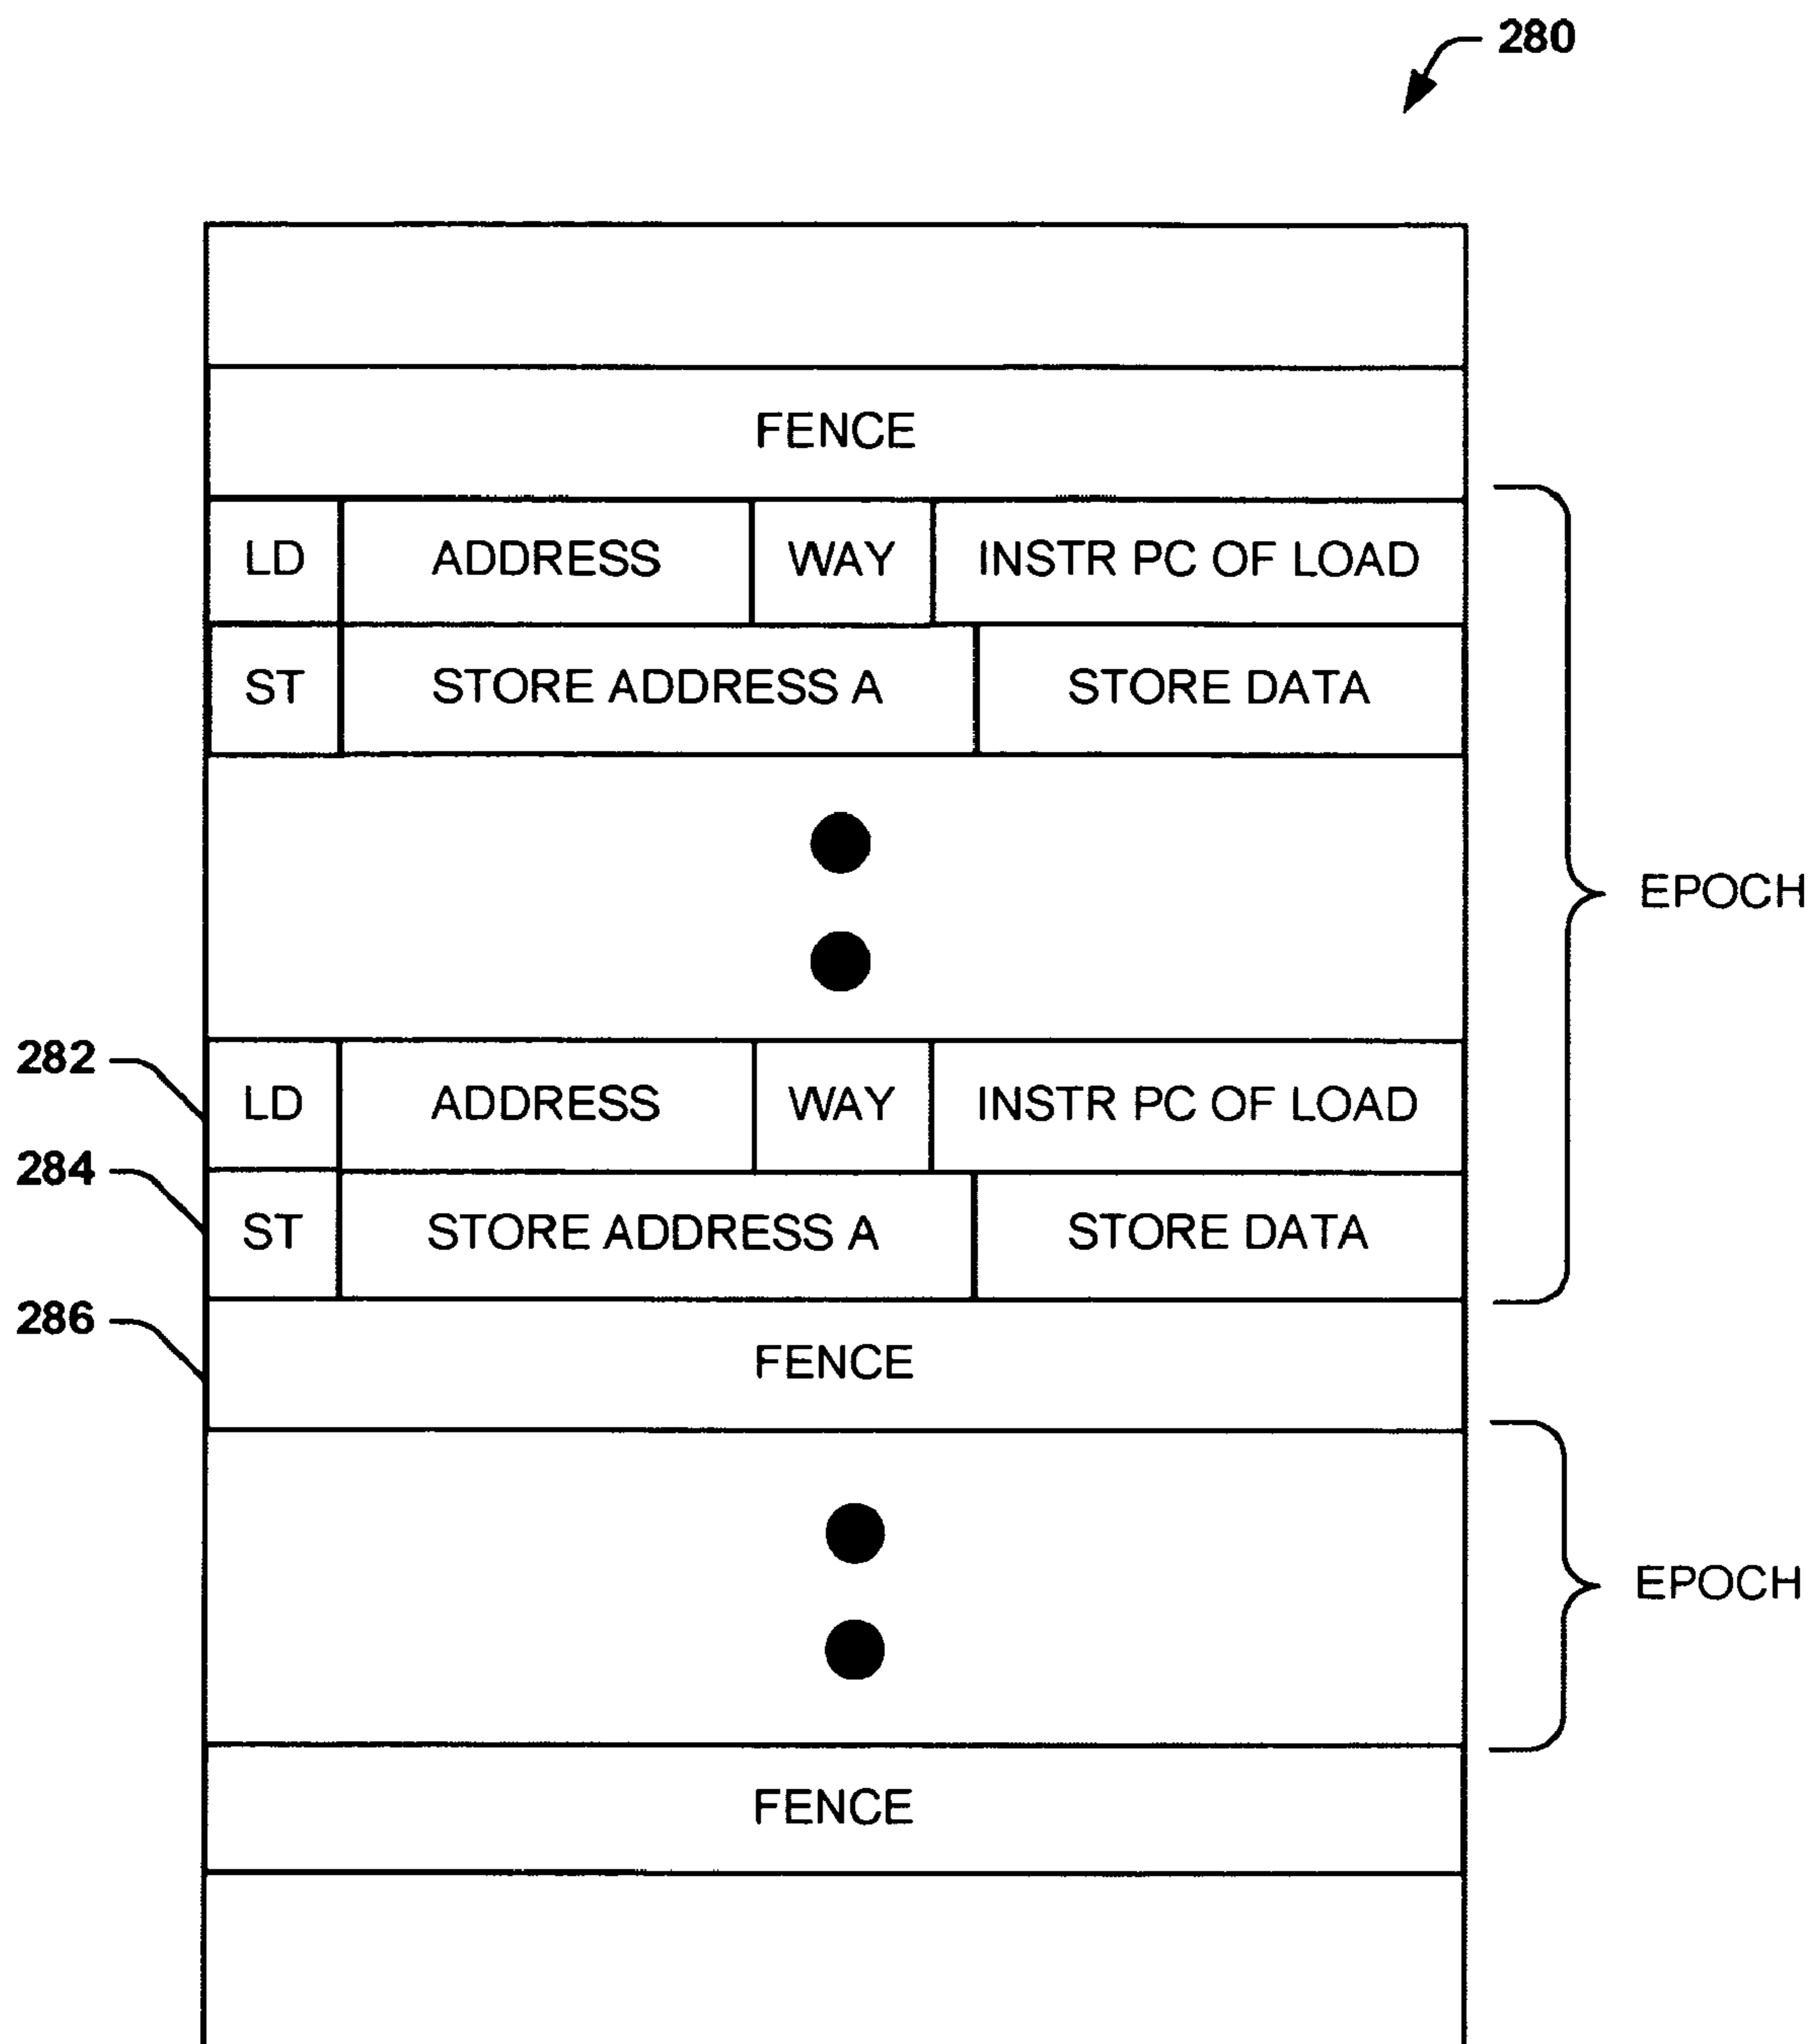 280
FENCE
LD ADDRESS WAY INSTR PC OF LOAD
ST STORE ADDRESS A STORE DATA
EPOCH
282 LD ADDRESS WAY INSTR PC OF LOAD
284 ST STORE ADDRESS A STORE DATA
286 FENCE
EPOCH
FENCE